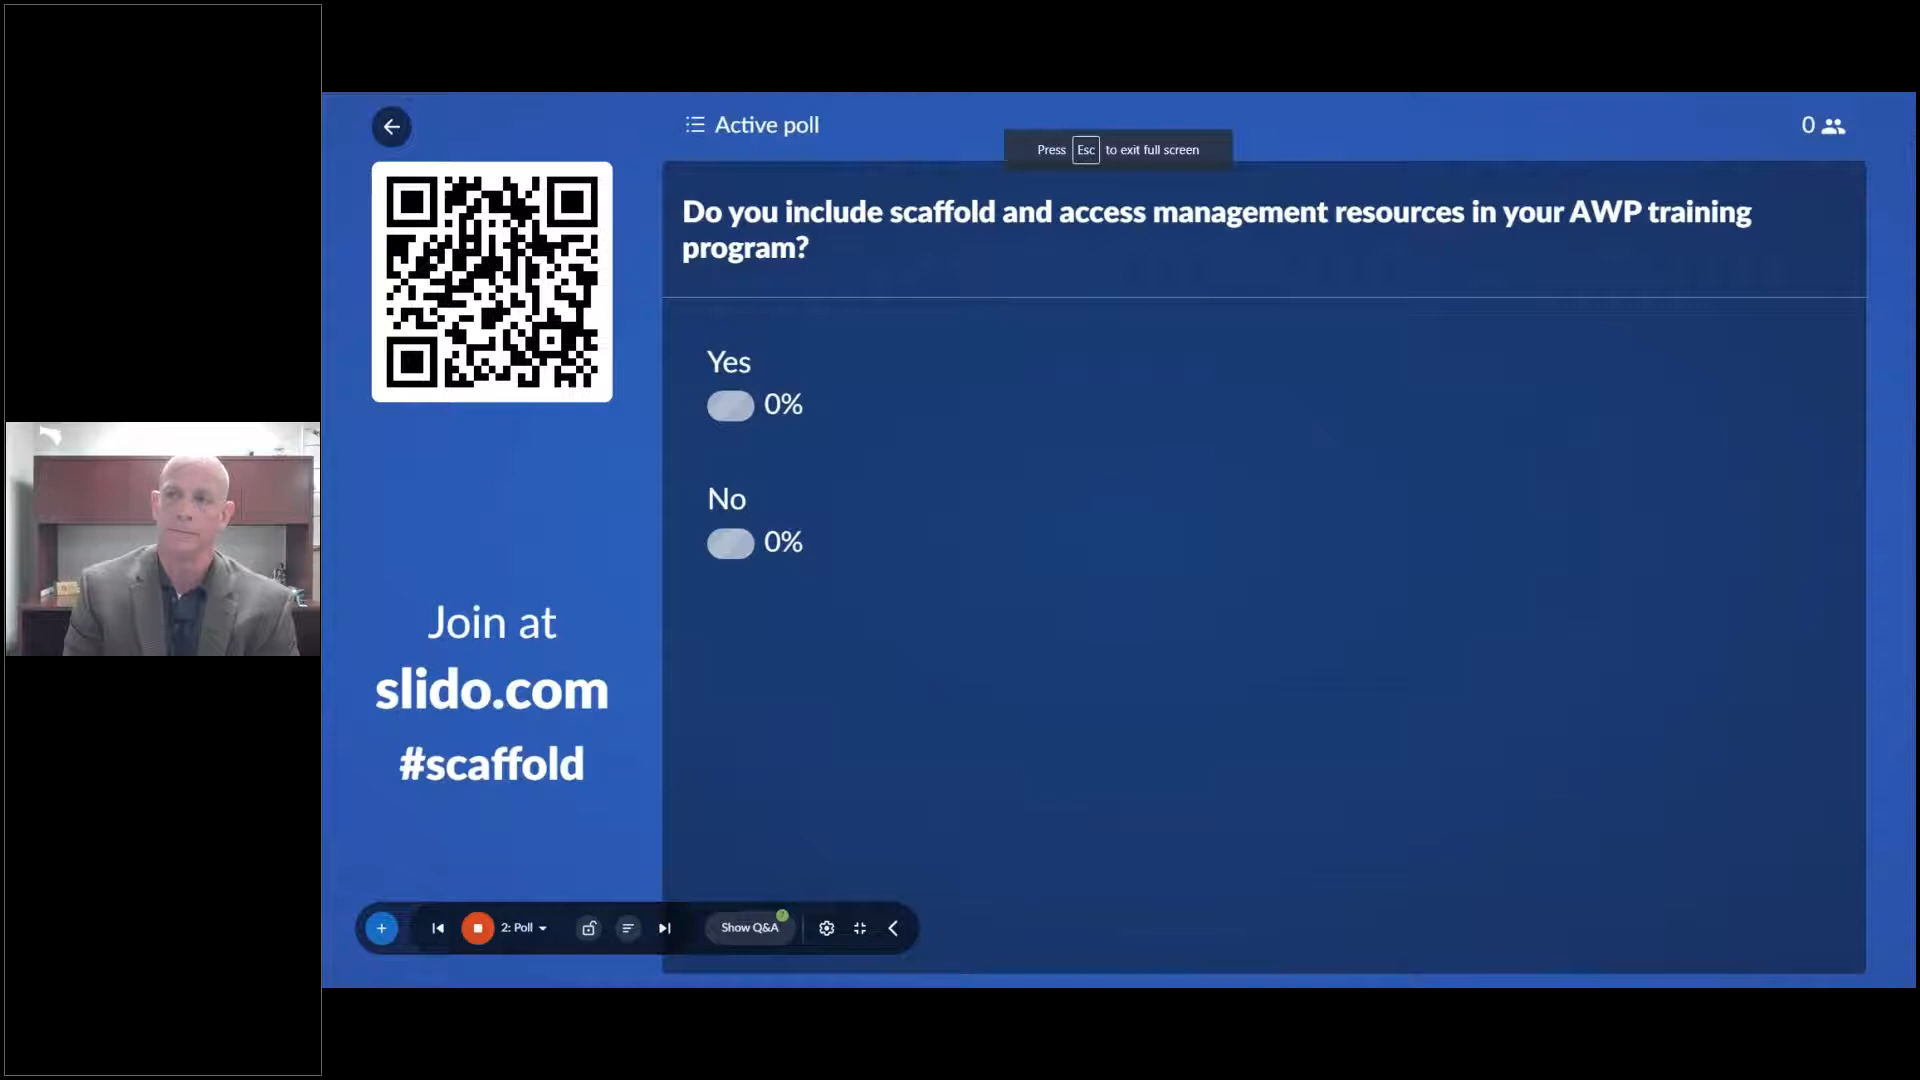 Active poll
0
Press Esc to exit full screen
Do you include scaffold and access management resources in your AWP training
program?
Yes
0%
No
0%
Join at
slido.com
#scaffold
2: Poll
Show Q&A